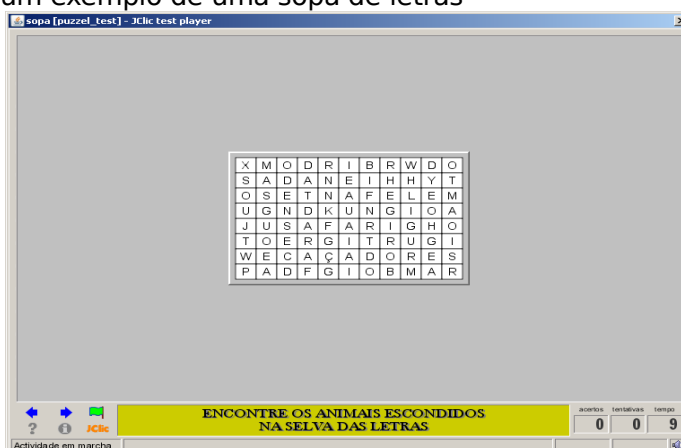 um exemplo de uma sopa de letras
sopa [puzzel_test] - JClic test player
X M O D R I B R W D O
S A D A N E I H H Y T
O S E T N A F E L E M
U G N D K U N G I O A
J U S A F A R I G H O
T O E R G I T R U G I
W E C A Ç A D O R E S
P A D F G I O B M A R
ENCONTRE OS ANIMAIS ESCONDIDOS
NA SELVA DAS LETRAS
acertos tentativas tempo
0 0 9
JClic
Actividade em marcha